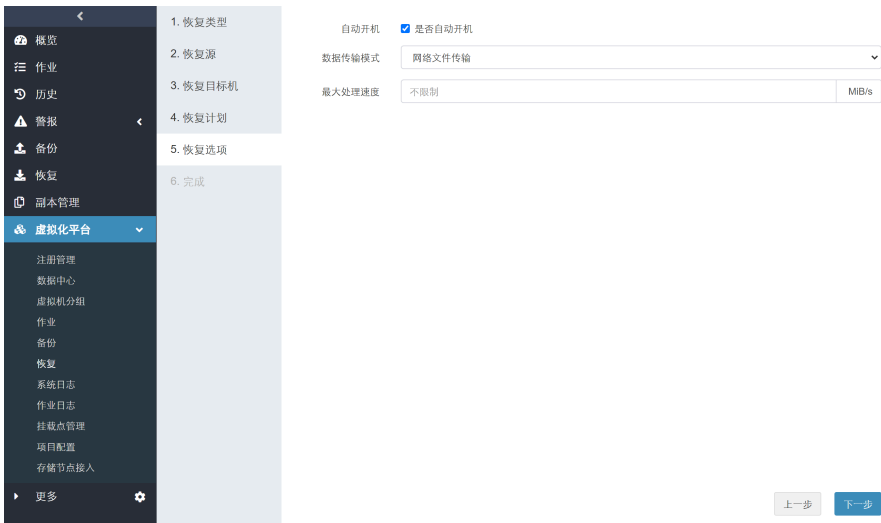 概览
作业
历史
警报
备份
恢复
副本管理
虚拟化平台
注册管理
数据中心
虚拟机分组
作业
备份
恢复
系统日志
作业日志
挂载点管理
项目配置
存储节点接入
更多
1. 恢复类型
2. 恢复源
3. 恢复目标机
4. 恢复计划
5. 恢复选项
6. 完成
自动开机 是否自动开机
数据传输模式 网络文件传输
最大处理速度 不限制 MiB/s
上一步 下一步